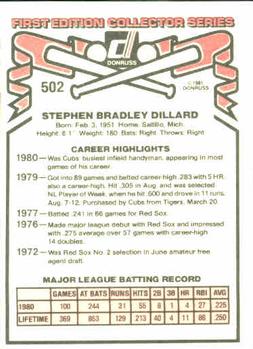 FIRST EDITION COLLECTOR SERIES
DONRUSS
502
© 1981
DONRUSS
STEPHEN BRADLEY DILLARD
Born: Feb. 3, 1951 Home: Saltillo, Mich.
Height: 6' 1" Weight: 180 Bats: Right Throws: Right
CAREER HIGHLIGHTS
1980—Was Cubs' busiest infield handyman, appearing in most
games of his career.
1979—Got into 89 games and batted career .283 with 5 HR,
also a career-high. Hit .305 in Aug. and was selected
NL Player of Week, when he hit .600 and drove in 11 runs,
Aug. 7-12. Purchased by Cubs from Tigers, March 20
1977—Batted .241 in 66 games for Red Sox.
1976—Made major league debut with Red Sox and impressed
with .275 average over 57 games with career-high
14 doubles.
1972—Was Red Sox No. 2 selection in June amateur free
agent draft.
MAJOR LEAGUE BATTING RECORD
GAMES AT BATS RUNS HITS 2B 3B HR RBI AVG
1980 100 244 31 55 8 1 4 27 .225
LIFETIME 369 853 129 213 40 4 11 86 .250